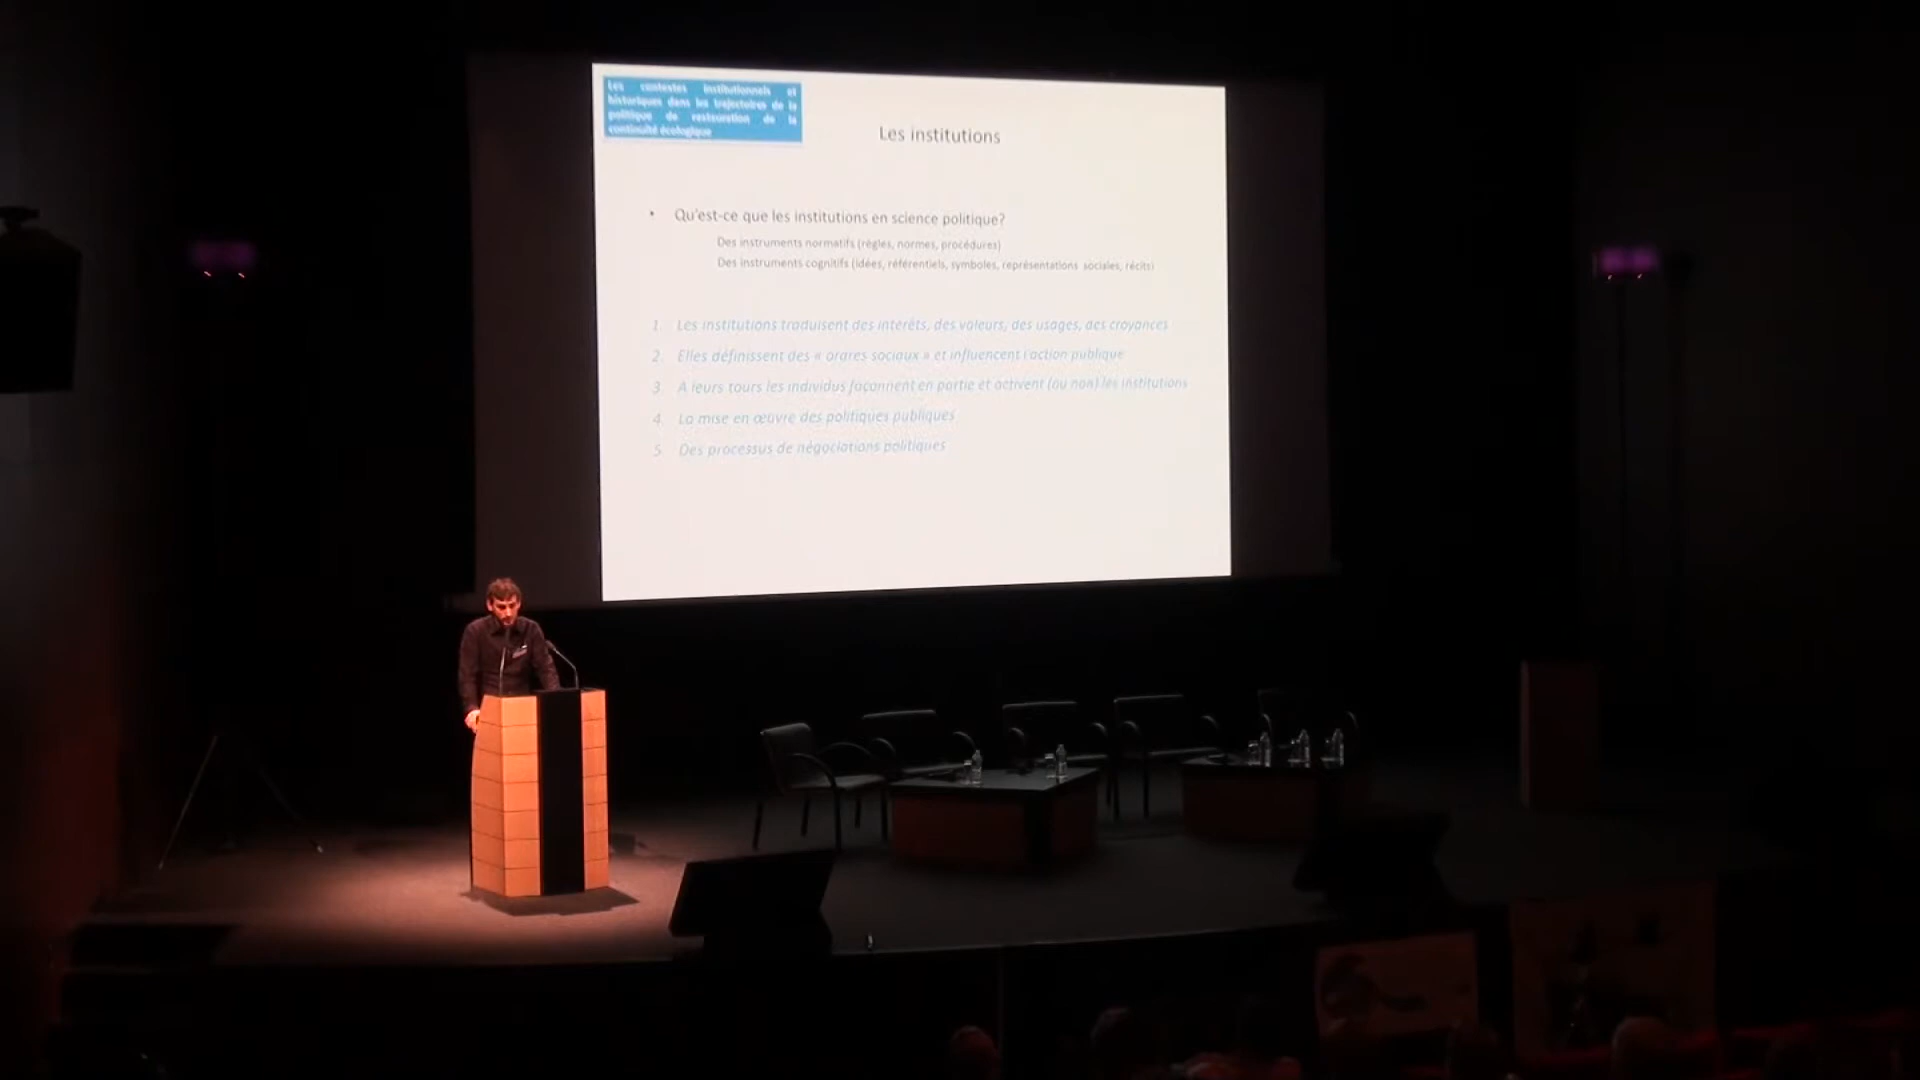 Les contextes institutionnels et
historiques dans les trajectoires de la
politique de restauration de la
continuité écologique
Les institutions
• Qu'est-ce que les institutions en science politique?
Des instruments normatifs (règles, normes, procédures)
Des instruments cognitifs (idées, référentiels, symboles, représentations sociales, récits)
1. Les institutions traduisent des intérêts, des valeurs, des usages, des croyances
2. Elles définissent des « ordres sociaux » et influencent l'action publique
3. A leurs tours les individus façonnent en partie et activent (ou non) les institutions
4. La mise en œuvre des politiques publiques
5. Des processus de négociations politiques